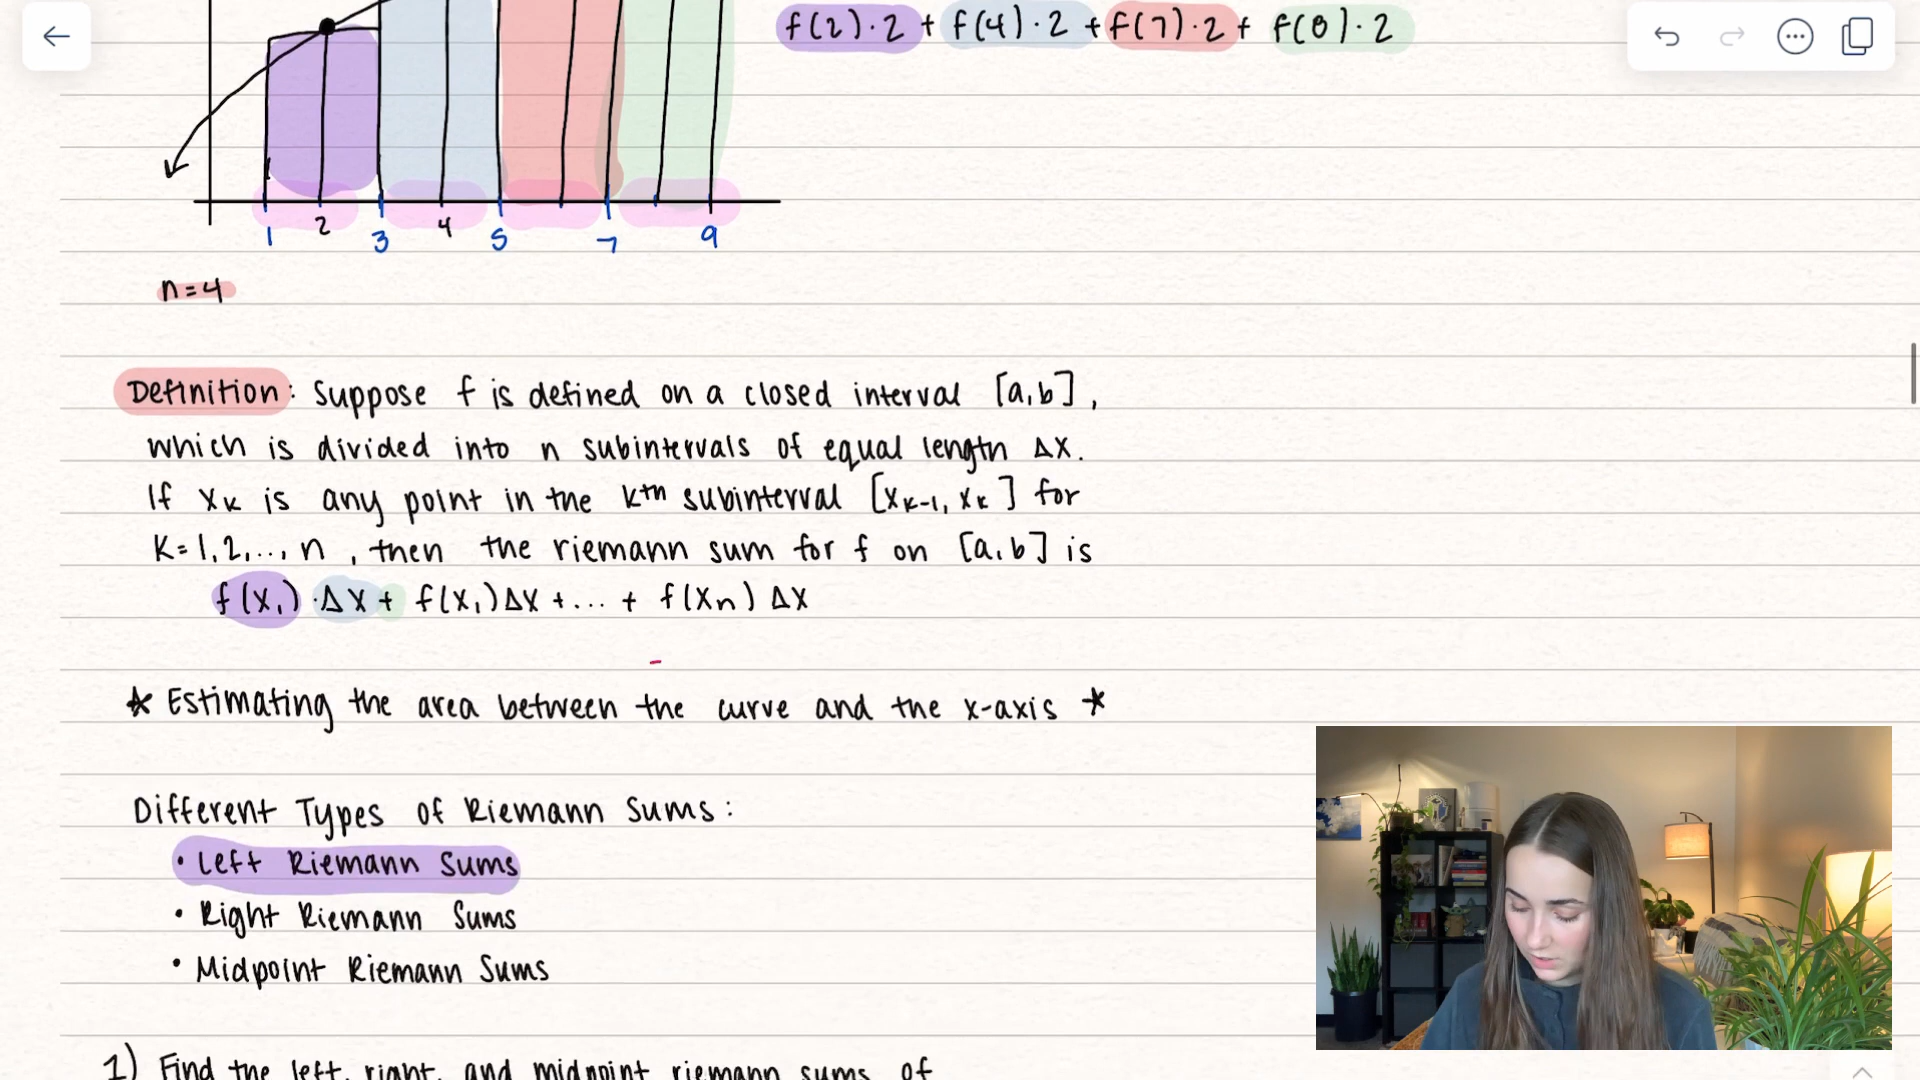 f(2)·2 + f(4)·2 + f(7)·2 + f(8)·2
1 2 3 4 5 7 9
n=4
Definition: Suppose f is defined on a closed interval [a,b],
which is divided into n subintervals of equal length Δx.
If xₖ is any point in the kᵗʰ subinterval [xₖ₋₁, xₖ] for
K=1,2,..., n, then the riemann sum for f on [a,b] is
f(x₁)·Δx + f(x₁)Δx +... + f(xₙ) Δx
* Estimating the area between the curve and the x-axis *
Different Types of Riemann Sums:
• Left Riemann Sums
• Right Riemann Sums
• Midpoint Riemann Sums
1) Find the left, right, and midpoint riemann sums of